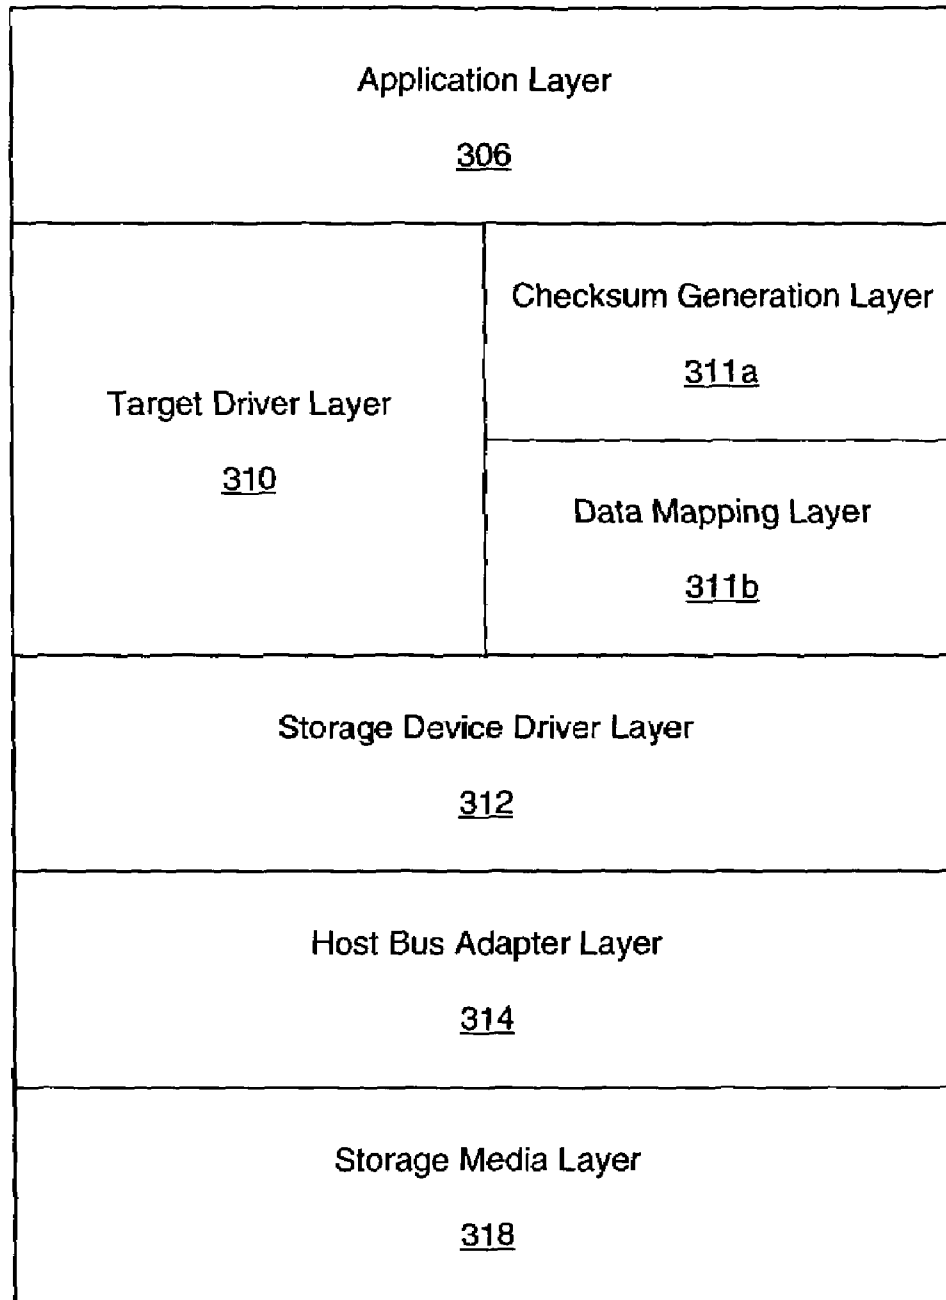 Application Layer
306
Target Driver Layer
310
Checksum Generation Layer
311a
Data Mapping Layer
311b
Storage Device Driver Layer
312
Host Bus Adapter Layer
314
Storage Media Layer
318